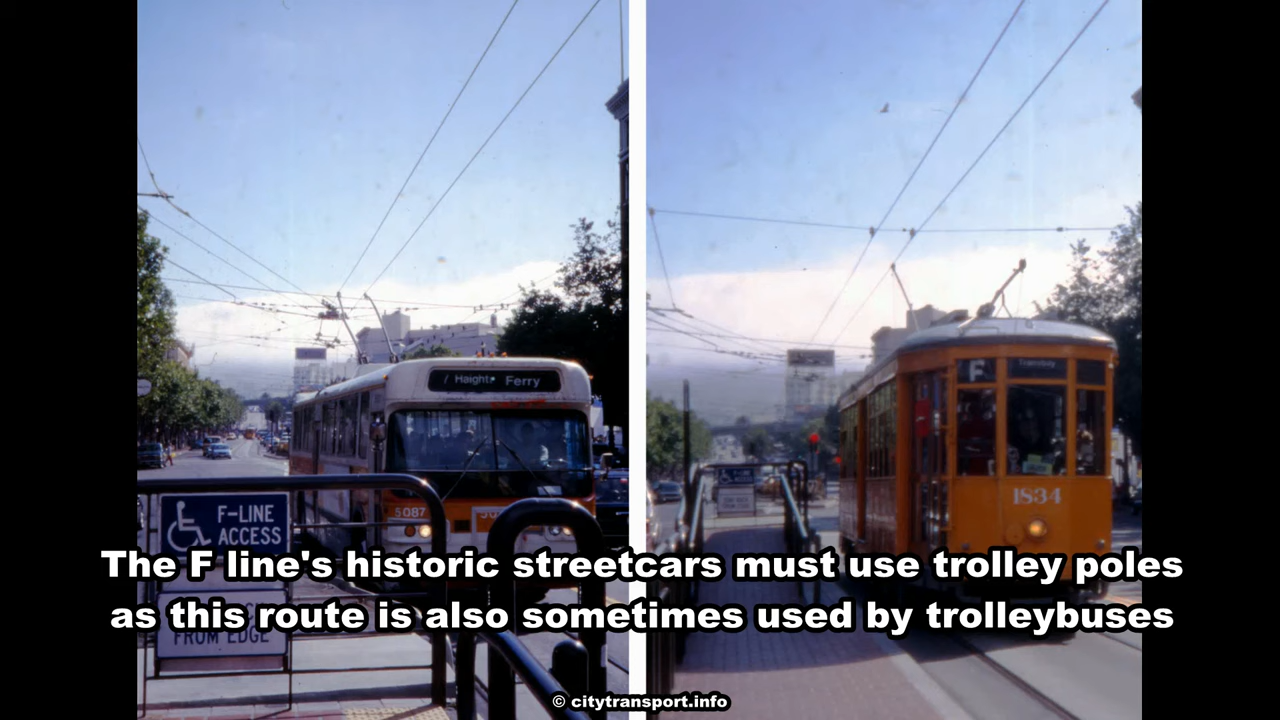 / Haight• Ferry
5087
F-LINE
ACCESS
FROM EDGE
F
1834
The F line's historic streetcars must use trolley poles
as this route is also sometimes used by trolleybuses
© citytransport.info